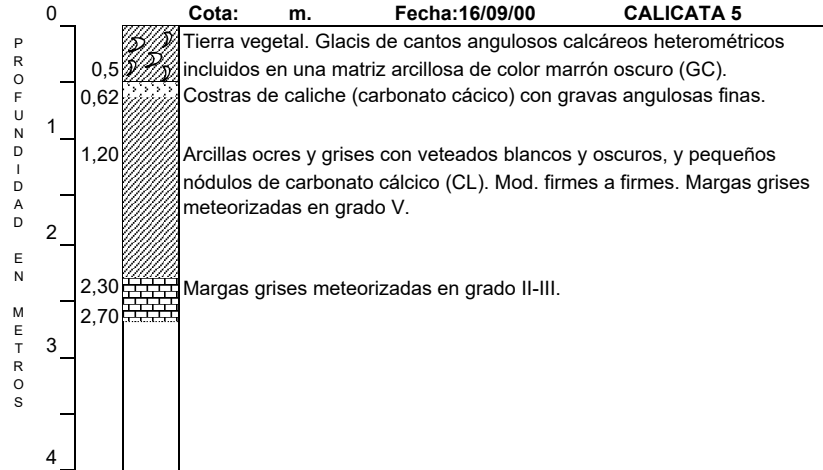 0 Cota: m. Fecha:16/09/00 CALICATA 5
PROFUNDIDAD EN METROS
Tierra vegetal. Glacis de cantos angulosos calcáreos heterométricos
0,5 incluidos en una matriz arcillosa de color marrón oscuro (GC).
0,62 Costras de caliche (carbonato cácico) con gravas angulosas finas.
1
1,20 Arcillas ocres y grises con veteados blancos y oscuros, y pequeños
nódulos de carbonato cálcico (CL). Mod. firmes a firmes. Margas grises
meteorizadas en grado V.
2
2,30 Margas grises meteorizadas en grado II-III.
2,70
3
4